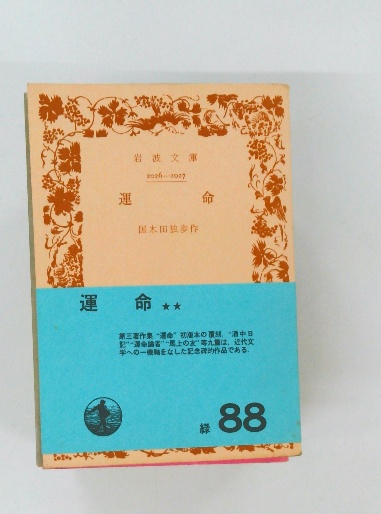 岩波文庫
2026—2027
運命
国木田独歩作
運命 ★★
第三著作集“運命”初版本の覆刻.“酒中日
記”“運命論者”“馬上の友”等九篇は、近代文
学への一機軸をなした記念碑的作品である.
緑 88